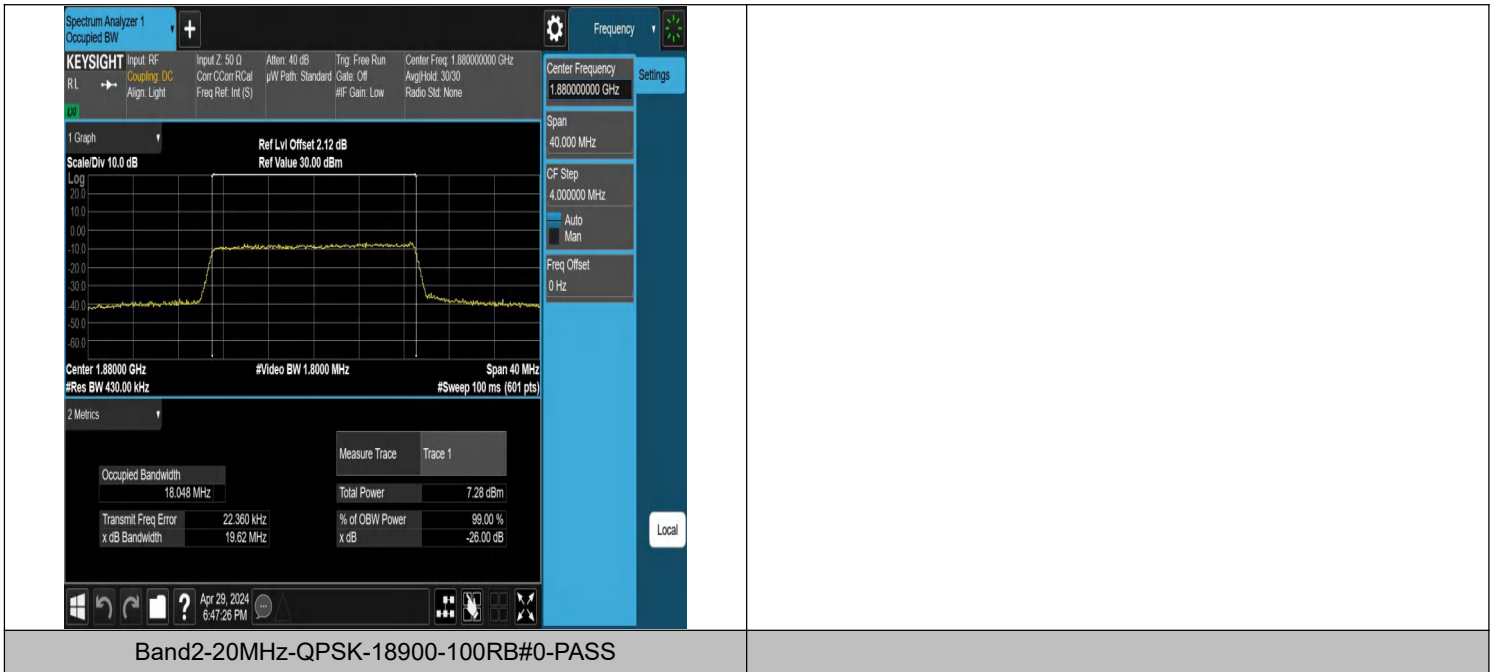 Spectrum Analyzer 1
Occupied BW
+
Frequency
KEYSIGHT
RL
LXI
Input: RF
Coupling: DC
Align: Light
Input Z: 50 Ω
Corr CCorr RCal
Freq Ref: Int (S)
Atten: 40 dB
µW Path: Standard
Trig: Free Run
Gate: Off
#IF Gain: Low
Center Freq: 1.880000000 GHz
Avg|Hold: 30/30
Radio Std: None
Center Frequency
1.880000000 GHz
Settings
Span
40.000 MHz
CF Step
4.000000 MHz
Auto
Man
Freq Offset
0 Hz
Local
1 Graph
Scale/Div 10.0 dB
Ref Lvl Offset 2.12 dB
Ref Value 30.00 dBm
Log
20.0
10.0
0.00
-10.0
-20.0
-30.0
-40.0
-50.0
-60.0
Center 1.88000 GHz
#Video BW 1.8000 MHz
Span 40 MHz
#Res BW 430.00 kHz
#Sweep 100 ms (601 pts)
2 Metrics
Measure Trace Trace 1
Occupied Bandwidth
18.048 MHz
Total Power 7.28 dBm
Transmit Freq Error 22.360 kHz
% of OBW Power 99.00 %
x dB Bandwidth 19.62 MHz
x dB -26.00 dB
?
Apr 29, 2024
6:47:26 PM
Band2-20MHz-QPSK-18900-100RB#0-PASS